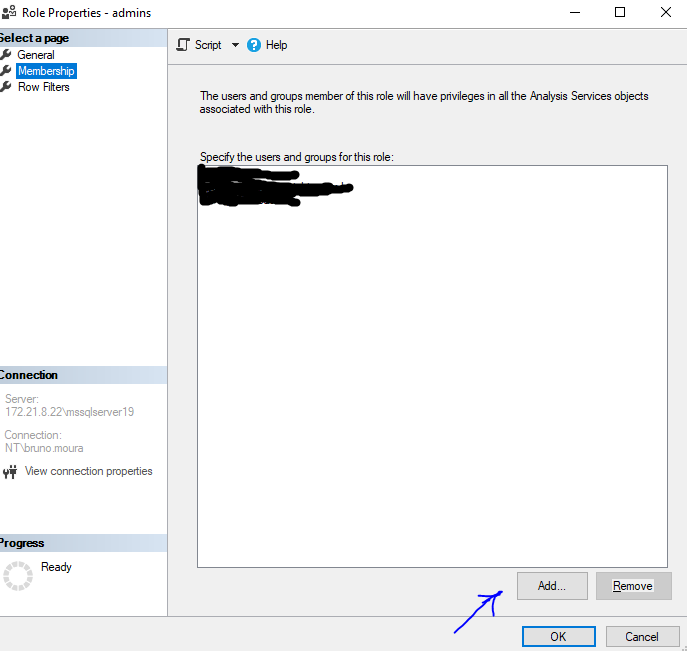 Role Properties - admins
Select a page
General
Membership
Row Filters
Script
Help
The users and groups member of this role will have privileges in all the Analysis Services objects
associated with this role.
Specify the users and groups for this role:
Connection
Server:
172.21.8.22\mssqlserver19
Connection:
NT\bruno.moura
View connection properties
Progress
Ready
Add...
Remove
OK
Cancel